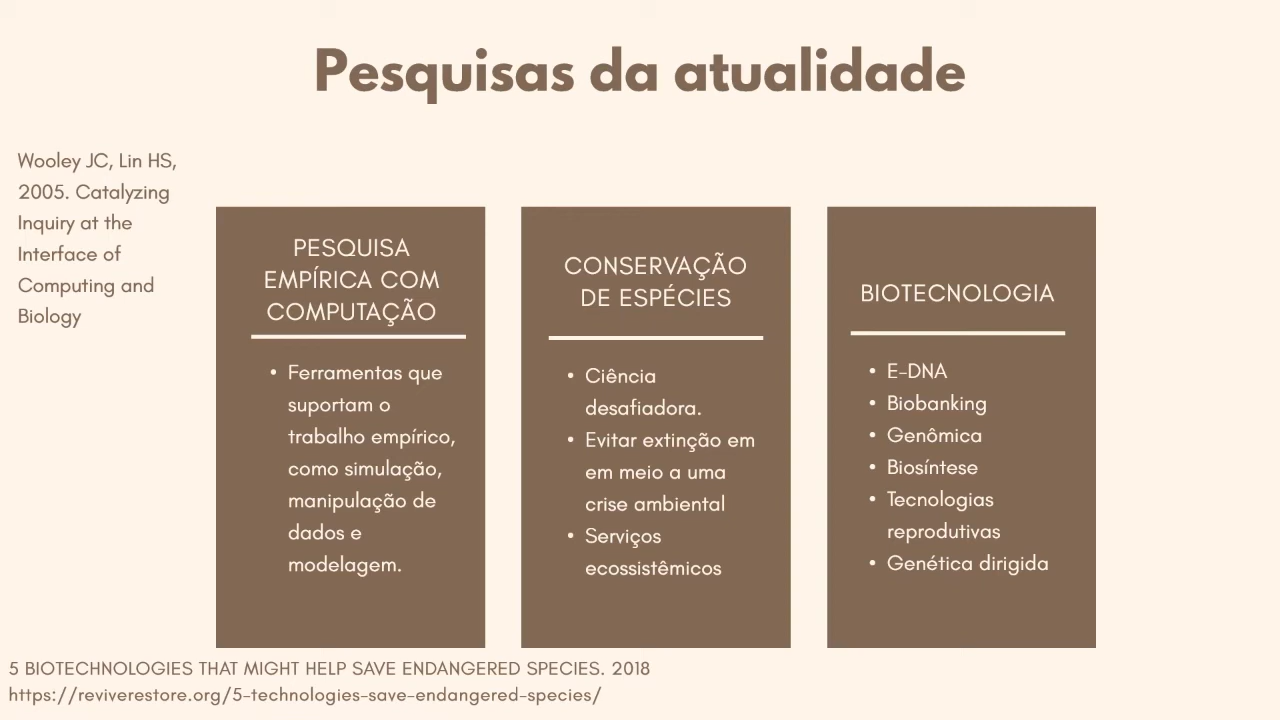 Pesquisas da atualidade
Wooley JC, Lin HS,
2005. Catalyzing
Inquiry at the
Interface of
Computing and
Biology
PESQUISA
EMPÍRICA COM
COMPUTAÇÃO
• Ferramentas que
suportam o
trabalho empírico,
como simulação,
manipulação de
dados e
modelagem.
CONSERVAÇÃO
DE ESPÉCIES
• Ciência
desafiadora.
• Evitar extinção em
em meio a uma
crise ambiental
• Serviços
ecossistêmicos
BIOTECNOLOGIA
• E-DNA
• Biobanking
• Genômica
• Biosíntese
• Tecnologias
reprodutivas
• Genética dirigida
5 BIOTECHNOLOGIES THAT MIGHT HELP SAVE ENDANGERED SPECIES. 2018
https://reviverestore.org/5-technologies-save-endangered-species/